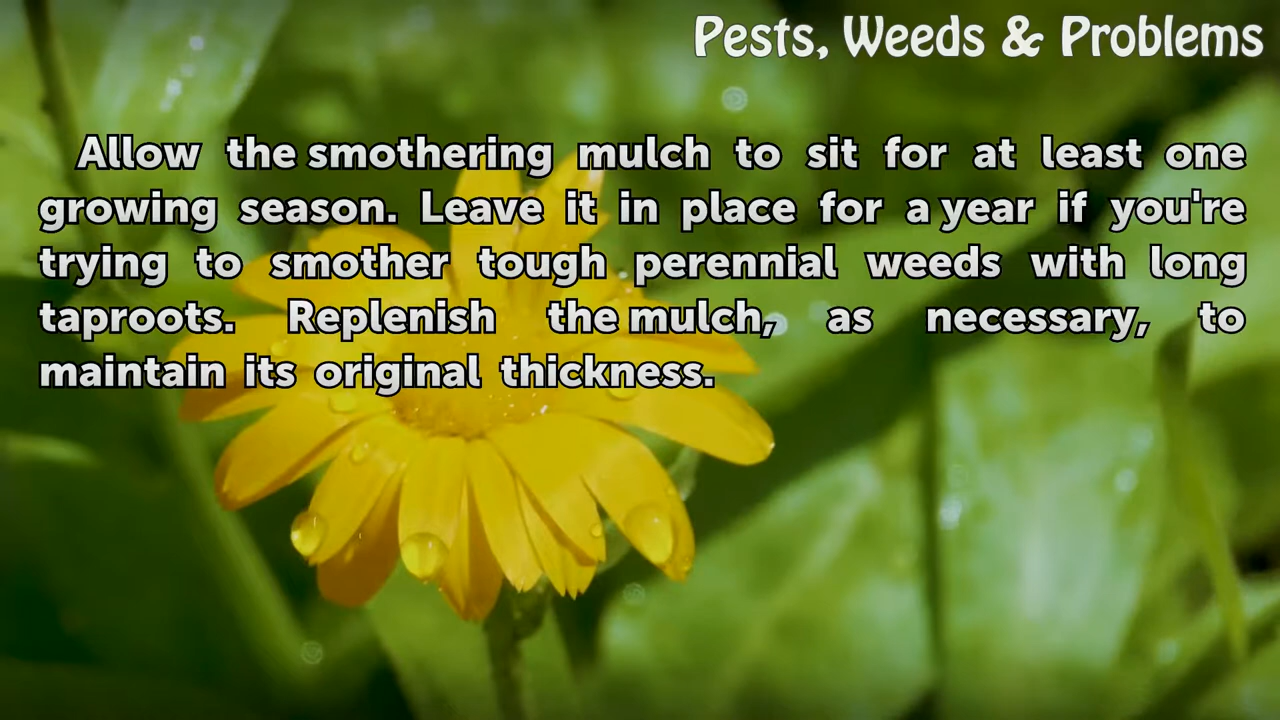 Pests, Weeds & Problems
Allow the smothering mulch to sit for at least one
growing season. Leave it in place for a year if you're
trying to smother tough perennial weeds with long
taproots. Replenish the mulch, as necessary, to
maintain its original thickness.